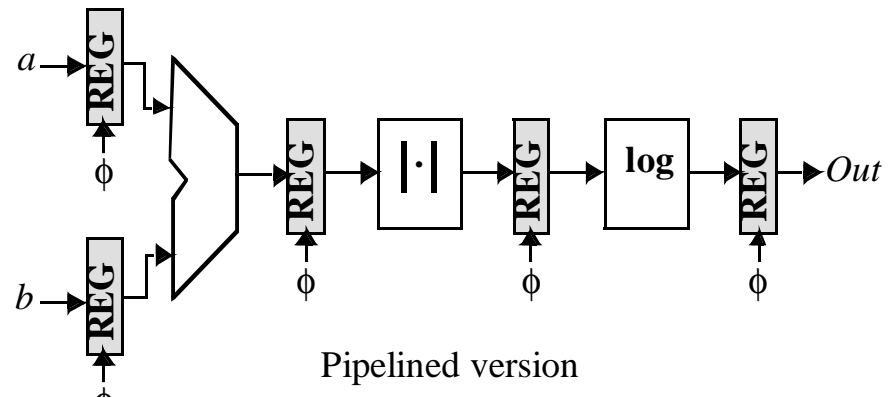 a
REG
ϕ
b
REG
ϕ
REG
ϕ
|·|
REG
ϕ
log
REG
ϕ
Out
Pipelined version